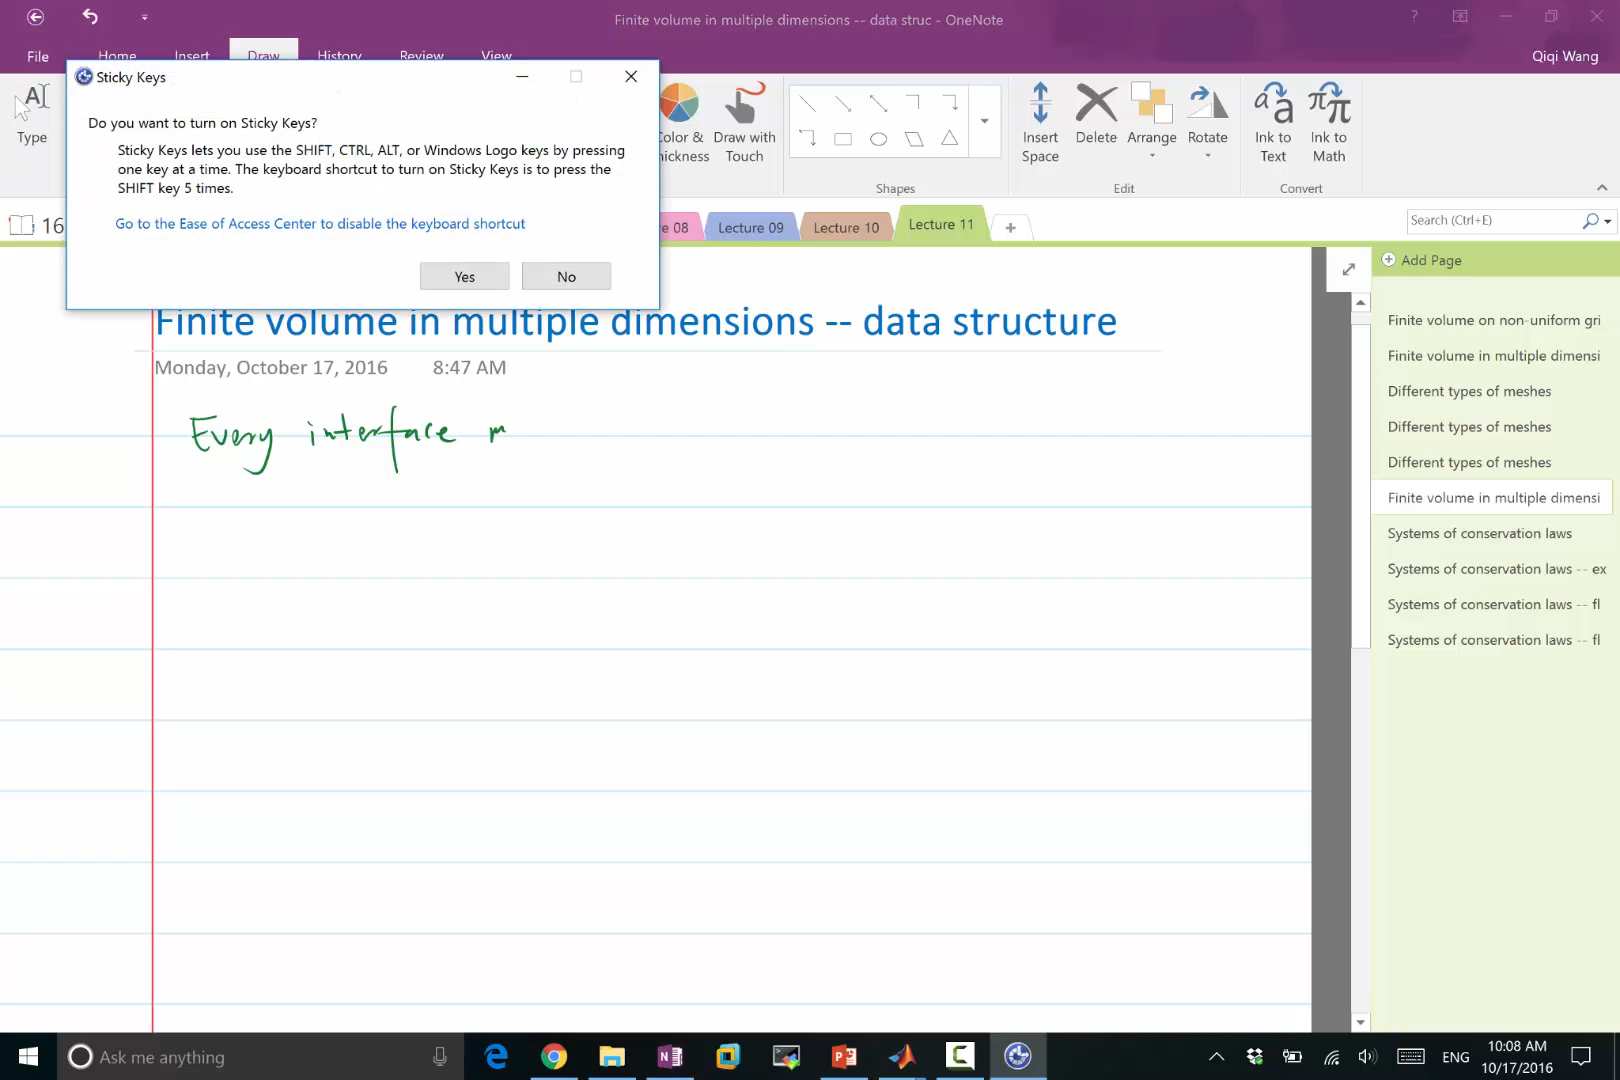 Finite volume in multiple dimensions -- data struc - OneNote
?
File
Home
Insert
Draw
History
Review
View
Qiqi Wang
Sticky Keys
Do you want to turn on Sticky Keys?
Sticky Keys lets you use the SHIFT, CTRL, ALT, or Windows Logo keys by pressing
one key at a time. The keyboard shortcut to turn on Sticky Keys is to press the
SHIFT key 5 times.
Go to the Ease of Access Center to disable the keyboard shortcut
Yes
No
Type
Draw with
Touch
Shapes
Insert
Space
Delete
Arrange
Rotate
Edit
Ink to
Text
Ink to
Math
Convert
16
08
Lecture 09
Lecture 10
Lecture 11
Search (Ctrl+E)
Add Page
Finite volume on non-uniform gri
Finite volume in multiple dimensi
Different types of meshes
Different types of meshes
Different types of meshes
Finite volume in multiple dimensi
Systems of conservation laws
Systems of conservation laws -- ex
Systems of conservation laws -- fl
Systems of conservation laws -- fl
Finite volume in multiple dimensions -- data structure
Monday, October 17, 2016 8:47 AM
Every interface
Ask me anything
ENG
10:08 AM
10/17/2016